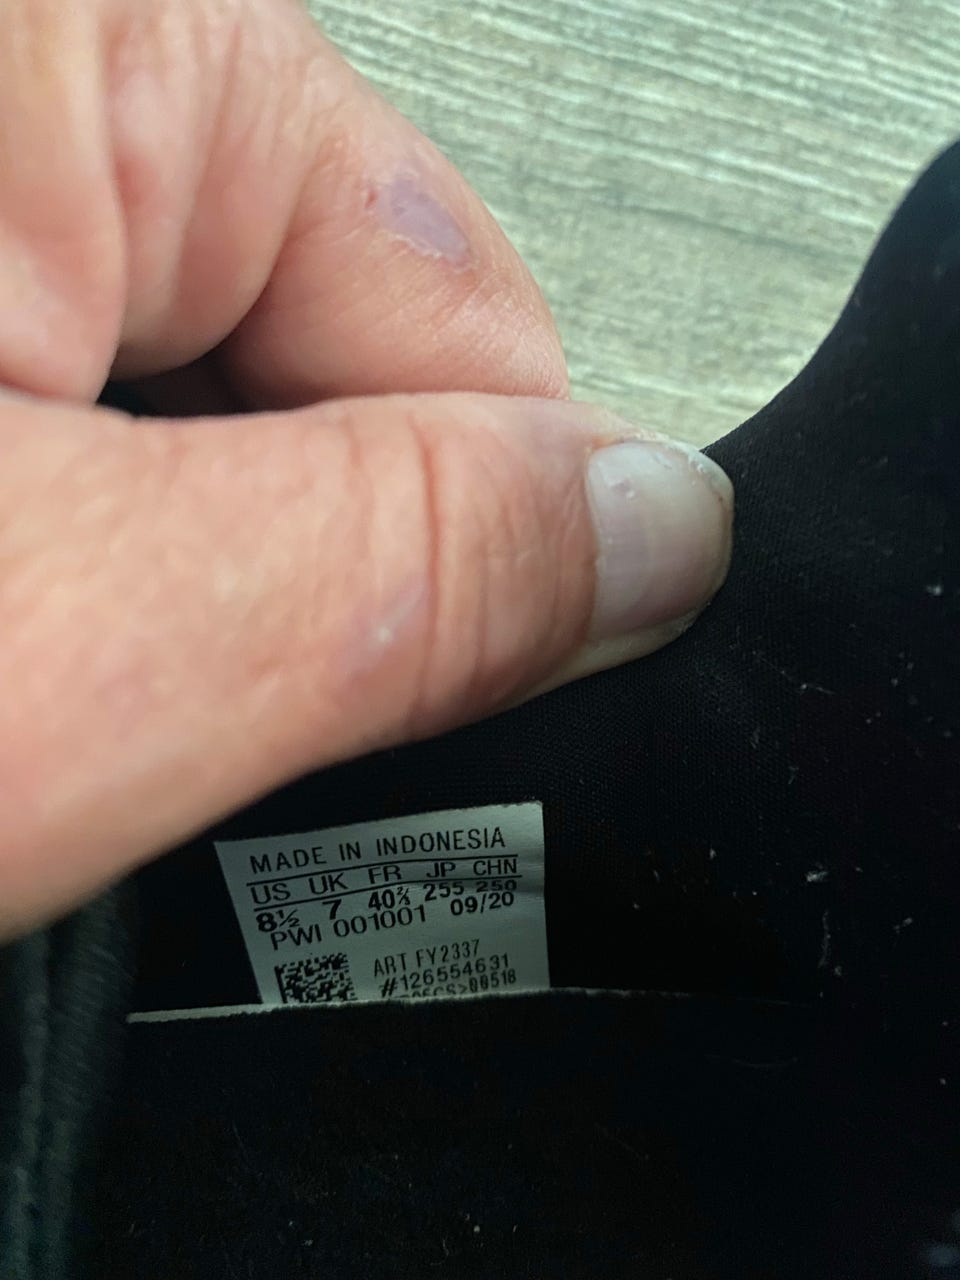 MADE IN INDONESIA
US UK FR JP CHN
8½ 7 40⅔ 255 250
PWI 001001 09/20
ART FY2337
#126554631